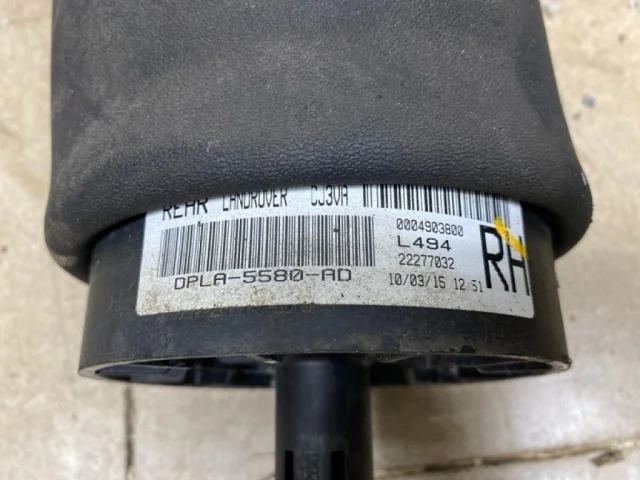 REAR LANDROVER CJ3VA
0004903800
L494
22277032
DPLA-5580-AD
10/03/15 12 51
RH